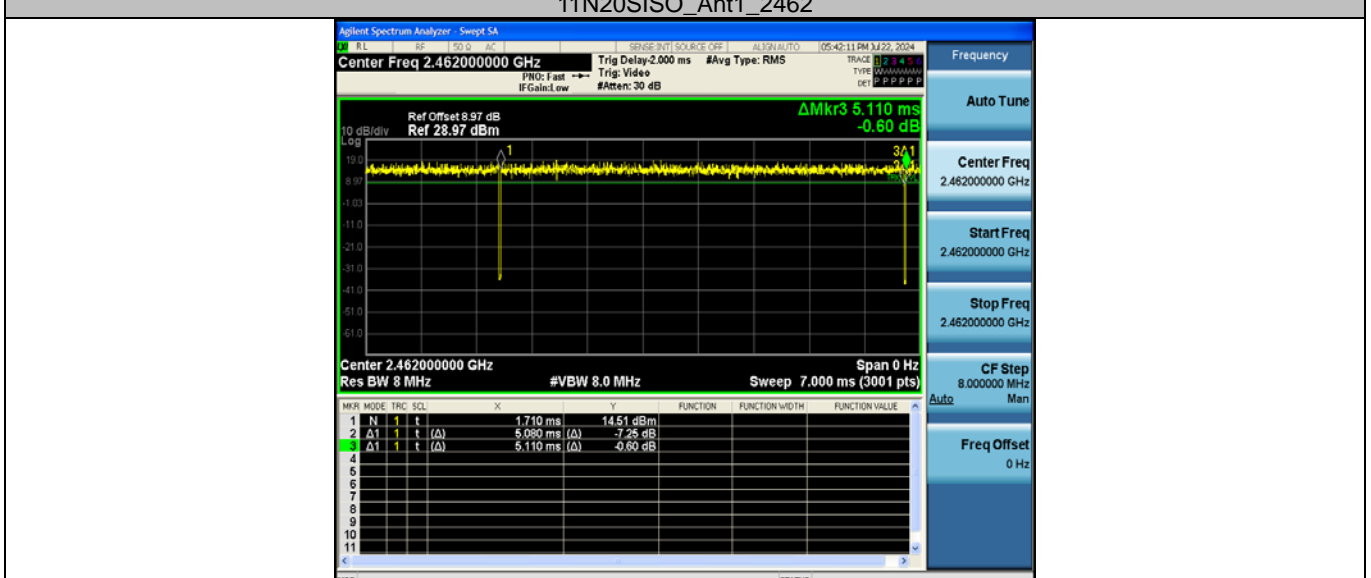 11N20SISO_Ant1_2462
Agilent Spectrum Analyzer - Swept SA
RL RF 50 Ω AC SENSE:INT SOURCE OFF ALIGN AUTO 05:42:11 PM Jul 22, 2024
Center Freq 2.462000000 GHz
PNO: Fast
IFGain:Low
Trig Delay-2.000 ms #Avg Type: RMS
Trig: Video
#Atten: 30 dB
TRACE 1 2 3 4 5 6
TYPE WWWWWW
DET P P P P P P
Frequency
Auto Tune
Center Freq
2.462000000 GHz
Start Freq
2.462000000 GHz
Stop Freq
2.462000000 GHz
CF Step
8.000000 MHz
Auto Man
Freq Offset
0 Hz
ΔMkr3 5.110 ms
-0.60 dB
Ref Offset 8.97 dB
10 dB/div Ref 28.97 dBm
Log
1
3Δ1
19.0
8.97
-1.03
-11.0
-21.0
-31.0
-41.0
-51.0
-61.0
Center 2.462000000 GHz Span 0 Hz
Res BW 8 MHz #VBW 8.0 MHz Sweep 7.000 ms (3001 pts)
MKR MODE TRC SCL X Y FUNCTION FUNCTION WIDTH FUNCTION VALUE
1 N 1 t 1.710 ms 14.51 dBm
2 Δ1 1 t (Δ) 5.080 ms (Δ) -7.25 dB
3 Δ1 1 t (Δ) 5.110 ms (Δ) -0.60 dB
4
5
6
7
8
9
10
11